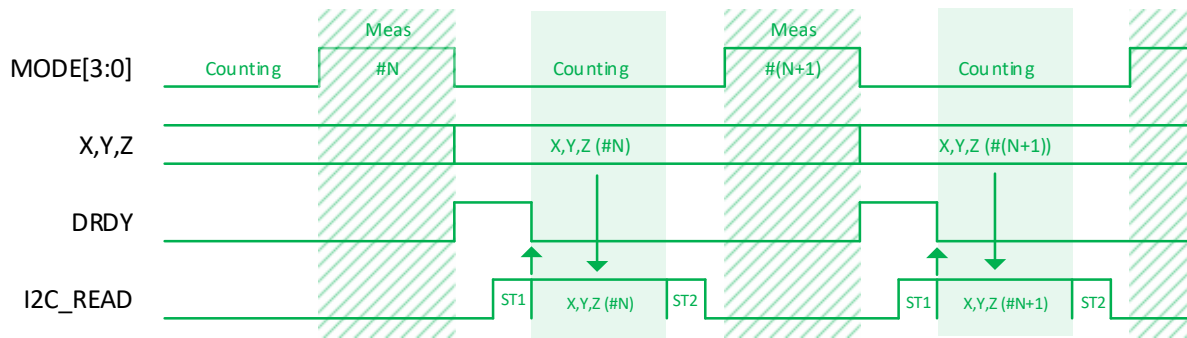 Meas
Meas
MODE[3:0]
Counting
#N
Counting
#(N+1)
Counting
X,Y,Z
X,Y,Z (#N)
X,Y,Z (#(N+1))
DRDY
I2C_READ
ST1
X,Y,Z (#N)
ST2
ST1
X,Y,Z (#N+1)
ST2